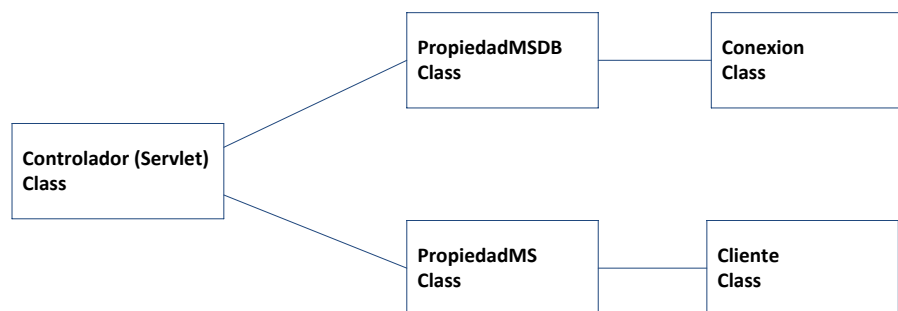 PropiedadMSDB
Class
Conexion
Class
Controlador (Servlet)
Class
PropiedadMS
Class
Cliente
Class